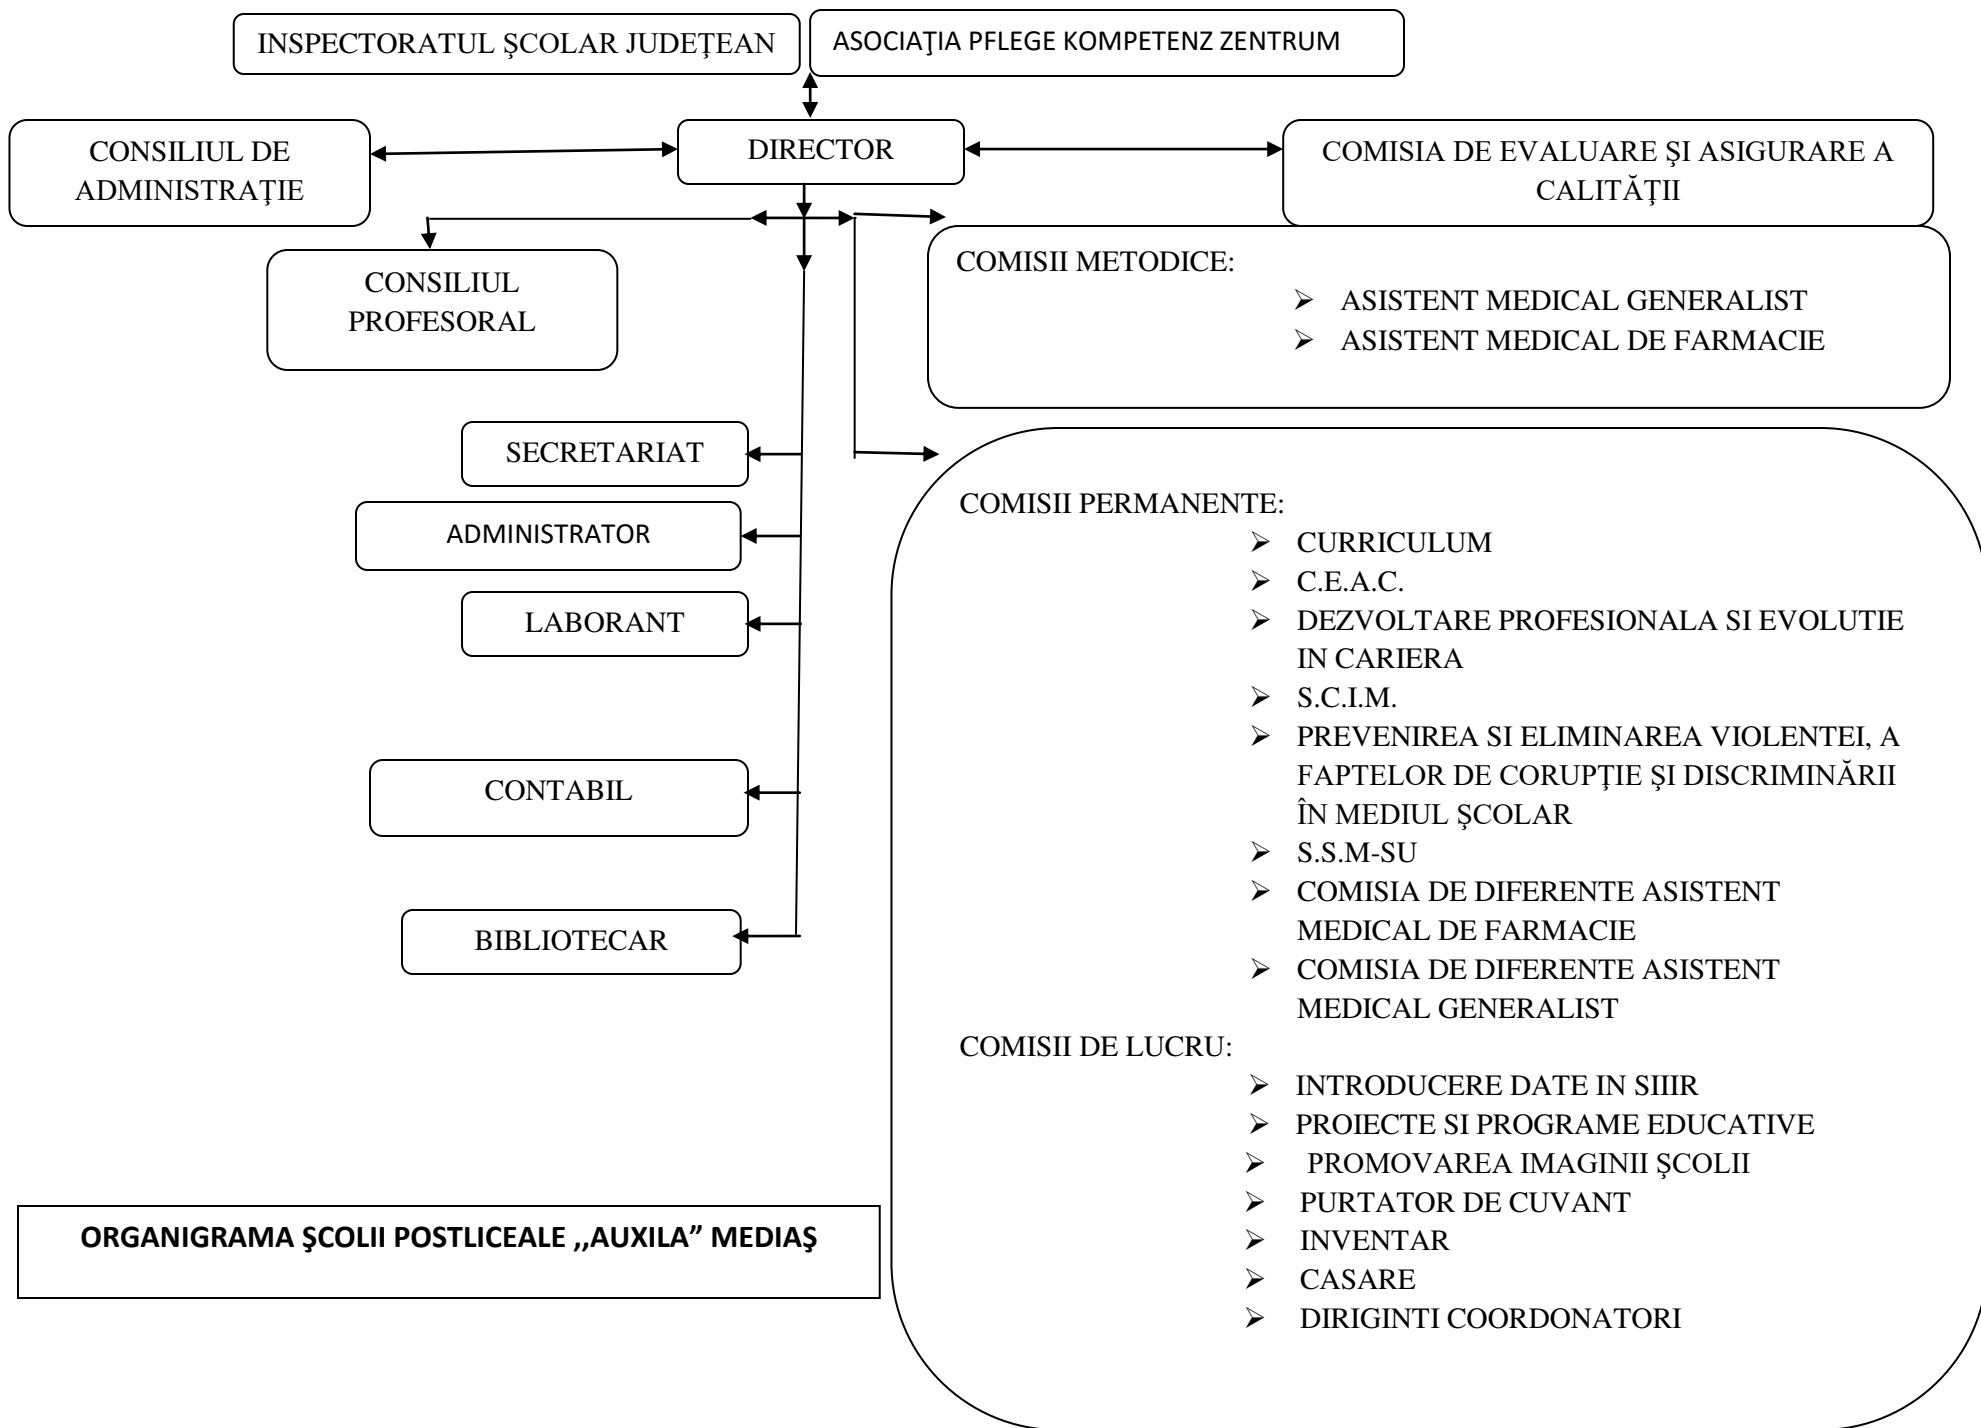 INSPECTORATUL ŞCOLAR JUDEŢEAN
ASOCIAŢIA PFLEGE KOMPETENZ ZENTRUM
CONSILIUL DE
ADMINISTRAŢIE
DIRECTOR
COMISIA DE EVALUARE ŞI ASIGURARE A
CALITĂŢII
CONSILIUL
PROFESORAL
COMISII METODICE:
➢ ASISTENT MEDICAL GENERALIST
➢ ASISTENT MEDICAL DE FARMACIE
SECRETARIAT
ADMINISTRATOR
LABORANT
CONTABIL
BIBLIOTECAR
COMISII PERMANENTE:
➢ CURRICULUM
➢ C.E.A.C.
➢ DEZVOLTARE PROFESIONALA SI EVOLUTIE
IN CARIERA
➢ S.C.I.M.
➢ PREVENIREA SI ELIMINAREA VIOLENTEI, A
FAPTELOR DE CORUPŢIE ŞI DISCRIMINĂRII
ÎN MEDIUL ŞCOLAR
➢ S.S.M-SU
➢ COMISIA DE DIFERENTE ASISTENT
MEDICAL DE FARMACIE
➢ COMISIA DE DIFERENTE ASISTENT
MEDICAL GENERALIST
COMISII DE LUCRU:
➢ INTRODUCERE DATE IN SIIIR
➢ PROIECTE SI PROGRAME EDUCATIVE
➢ PROMOVAREA IMAGINII ŞCOLII
➢ PURTATOR DE CUVANT
➢ INVENTAR
➢ CASARE
➢ DIRIGINTI COORDONATORI
ORGANIGRAMA ŞCOLII POSTLICEALE ,,AUXILA” MEDIAŞ